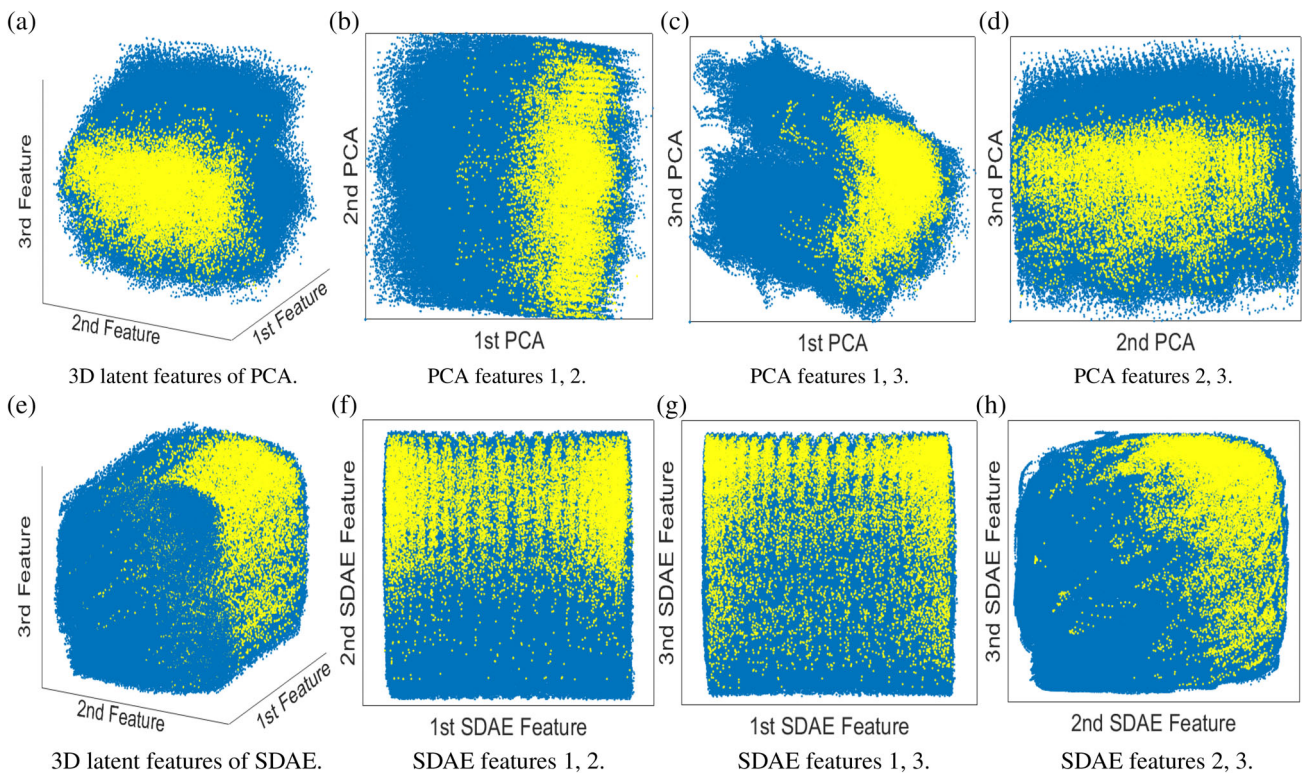 (a)
(b)
(c)
(d)
3rd Feature
2nd Feature
1st Feature
2nd PCA
1st PCA
3nd PCA
1st PCA
3nd PCA
2nd PCA
3D latent features of PCA.
PCA features 1, 2.
PCA features 1, 3.
PCA features 2, 3.
(e)
(f)
(g)
(h)
3rd Feature
2nd Feature
1st Feature
2nd SDAE Feature
1st SDAE Feature
3nd SDAE Feature
1st SDAE Feature
3nd SDAE Feature
2nd SDAE Feature
3D latent features of SDAE.
SDAE features 1, 2.
SDAE features 1, 3.
SDAE features 2, 3.